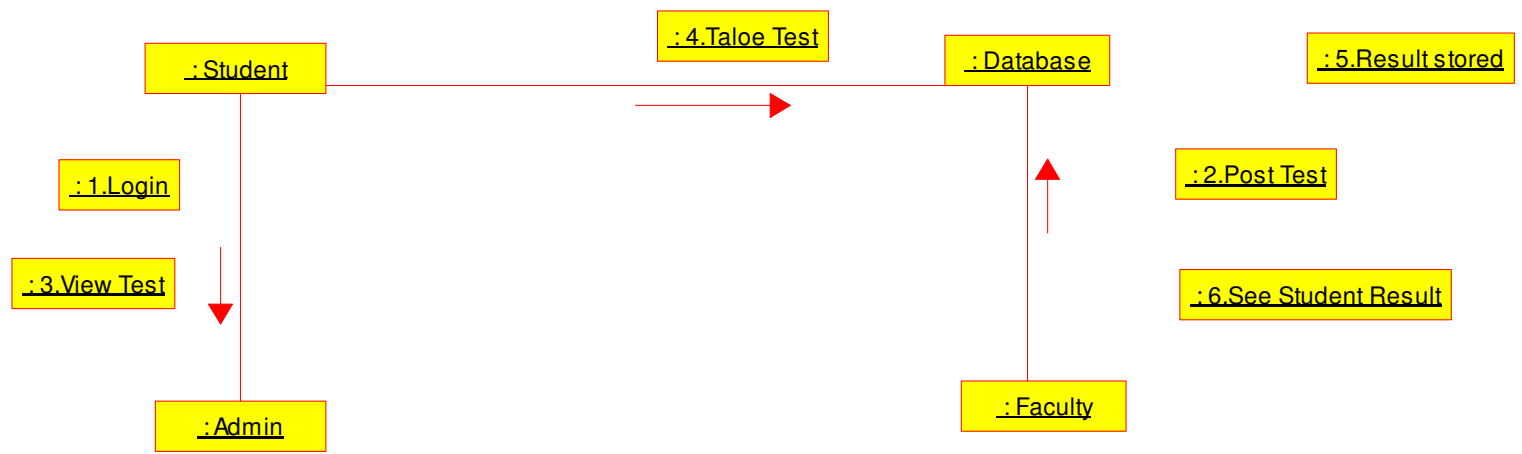 : 4.Taloe Test
: Student
: Database
: 5.Result stored
: 1.Login
: 2.Post Test
: 3.View Test
: 6.See Student Result
: Admin
: Faculty